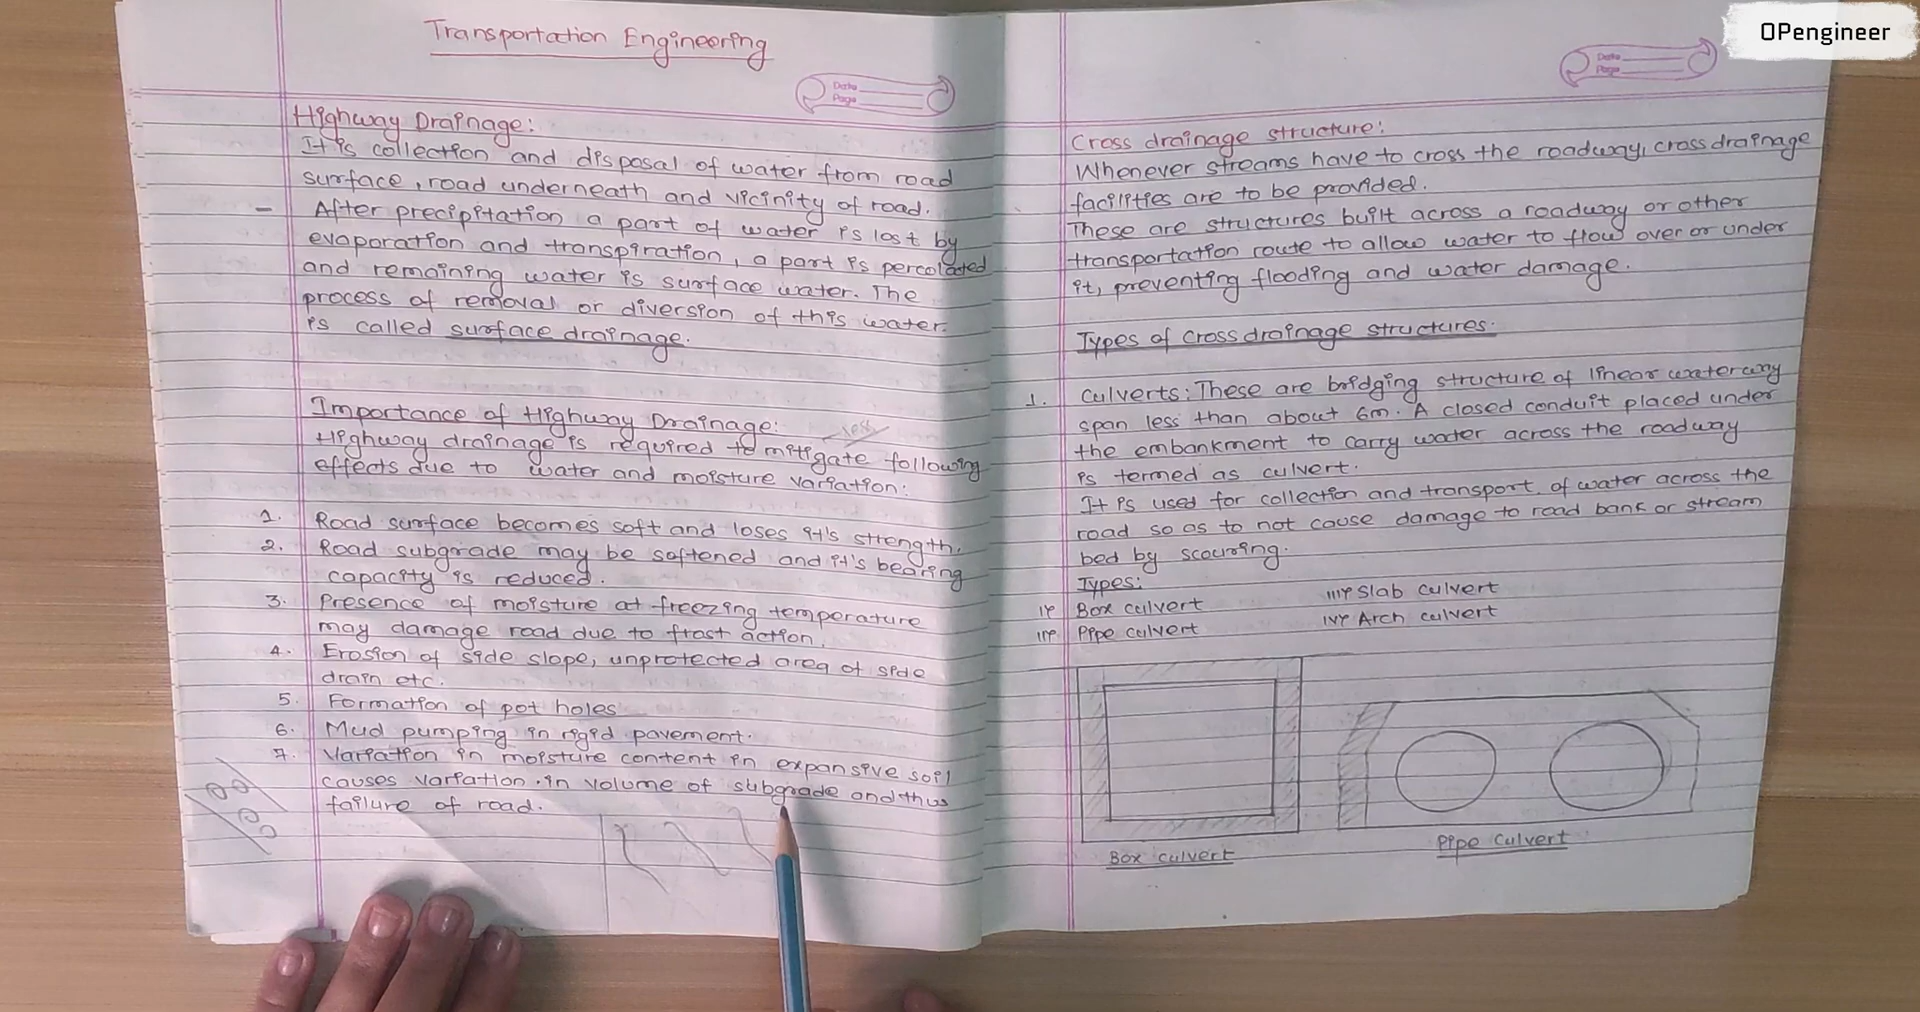 OPengineer
Transportation Engineering
Date
Page
Highway Drainage:
It is collection and disposal of water from road
surface, road underneath and vicinity of road.
- After precipitation a part of water is lost by
evaporation and transpiration, a part is percolated
and remaining water is surface water. The
process of removal or diversion of this water
is called surface drainage.
Importance of Highway Drainage:
Highway drainage is required to mitigate following
effects due to water and moisture variation:
1. Road surface becomes soft and loses it's strength.
2. Road subgrade may be softened and it's bearing
capacity is reduced.
3. Presence of moisture at freezing temperature
may damage road due to frost action.
4. Erosion of side slope, unprotected area of side
drain etc.
5. Formation of pot holes
6. Mud pumping in rigid pavement.
7. Variation in moisture content in expansive soil
causes variation in volume of subgrade and thus
failure of road.
Date
Page
Cross drainage structure:
Whenever streams have to cross the roadway, cross drainage
facilities are to be provided.
These are structures built across a roadway or other
transportation route to allow water to flow over or under
it, preventing flooding and water damage.
Types of Cross drainage structures.
1. Culverts: These are bridging structure of linear waterway
span less than about 6m. A closed conduit placed under
the embankment to carry water across the roadway
is termed as culvert.
It is used for collection and transport of water across the
road so as to not cause damage to road bank or stream
bed by scouring.
Types:
i) Box culvert iii) Slab culvert
ii) Pipe culvert iv) Arch culvert
Box culvert
Pipe culvert